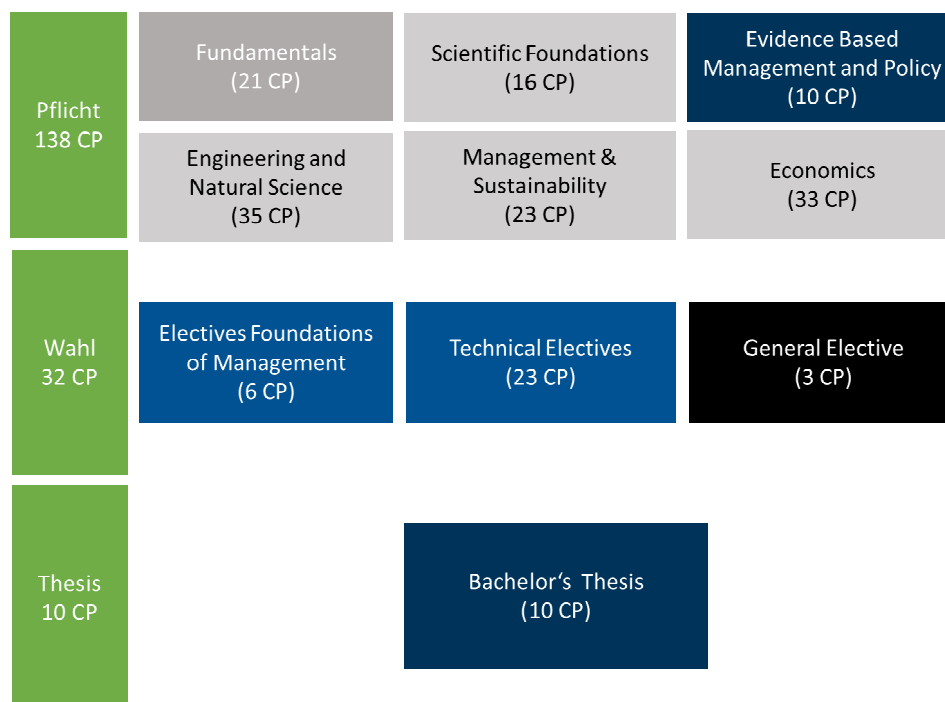 Pflicht
138 CP
Fundamentals
(21 CP)
Scientific Foundations
(16 CP)
Evidence Based
Management and Policy
(10 CP)
Engineering and
Natural Science
(35 CP)
Management &
Sustainability
(23 CP)
Economics
(33 CP)
Wahl
32 CP
Electives Foundations
of Management
(6 CP)
Technical Electives
(23 CP)
General Elective
(3 CP)
Thesis
10 CP
Bachelor‘s Thesis
(10 CP)